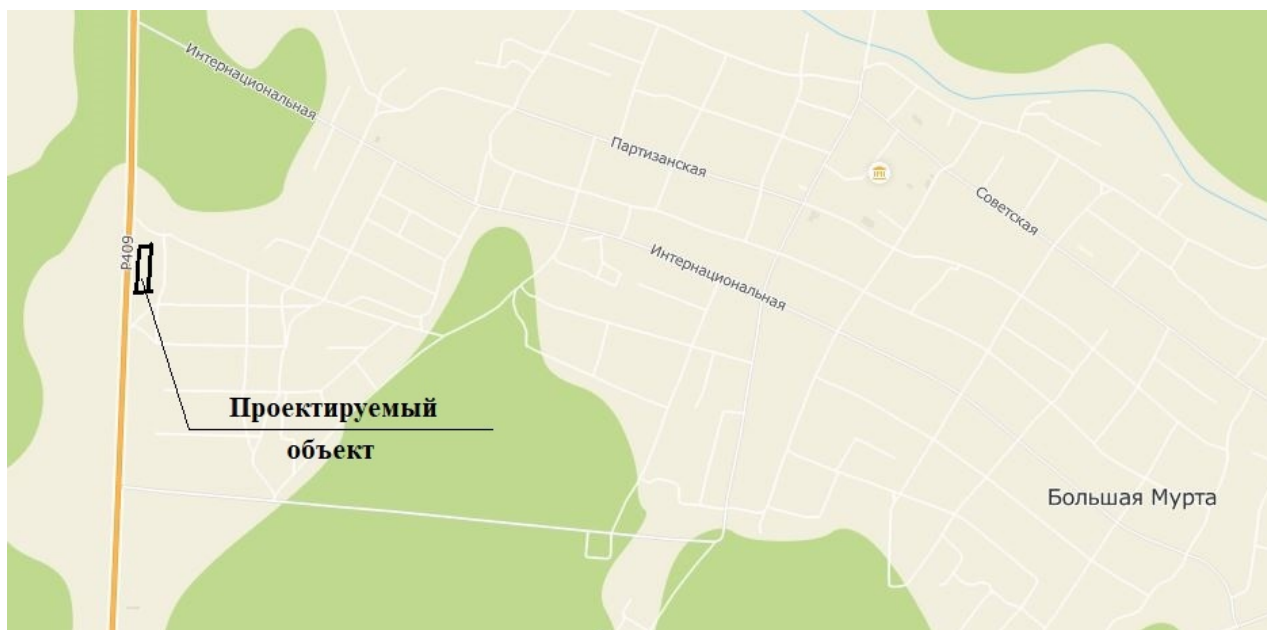 Интернациональная
Партизанская
Советская
Р409
Интернациональная
Проектируемый
объект
Большая Мурта